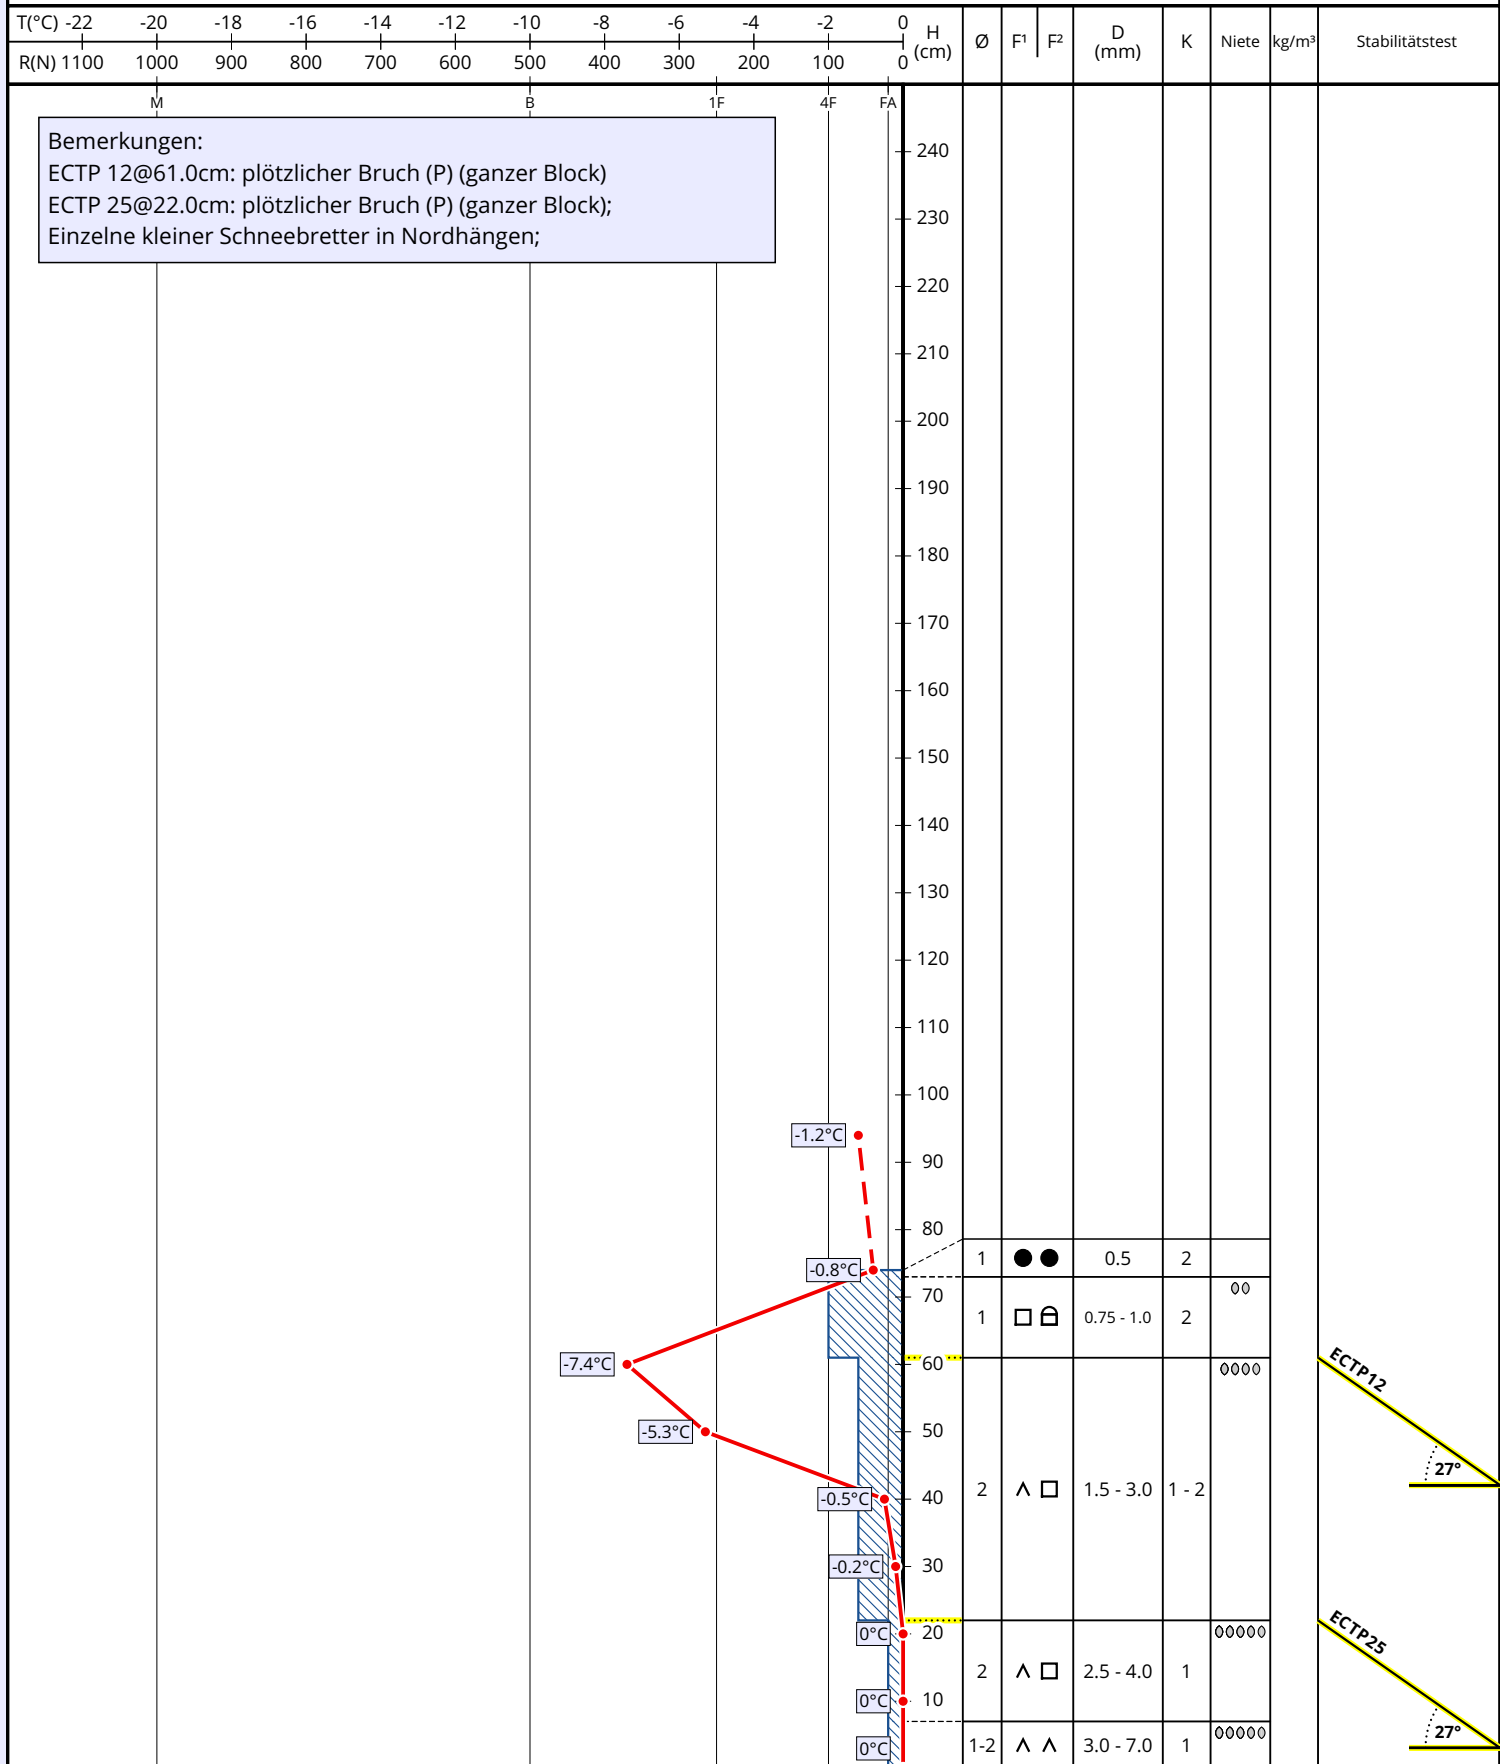 T(°C) -22 -20 -18 -16 -14 -12 -10 -8 -6 -4 -2 0
R(N) 1100 1000 900 800 700 600 500 400 300 200 100 0
H (cm) Ø F¹ F² D (mm) K Niete kg/m³ Stabilitätstest
M B 1F 4F FA
Bemerkungen:
ECTP 12@61.0cm: plötzlicher Bruch (P) (ganzer Block)
ECTP 25@22.0cm: plötzlicher Bruch (P) (ganzer Block);
Einzelne kleiner Schneebretter in Nordhängen;
240
230
220
210
200
190
180
170
160
150
140
130
120
110
100
-1.2°C
90
80
1 0.5 2
-0.8°C
70
1 0.75 - 1.0 2
-7.4°C 60
ECTP12
-5.3°C 50
27°
2 1.5 - 3.0 1 - 2
-0.5°C 40
-0.2°C 30
0°C 20
ECTP25
2 2.5 - 4.0 1
0°C 10
27°
0°C 1-2 3.0 - 7.0 1